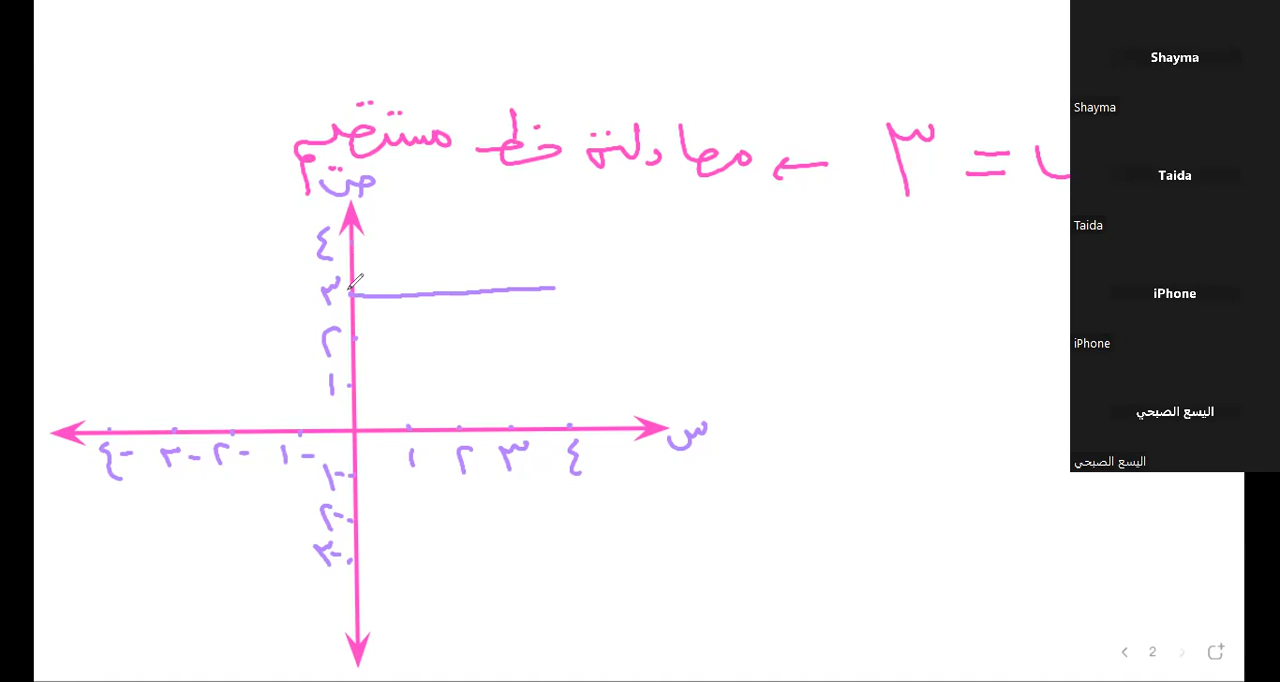 = ٣ ← معادلة خط مستقيم
ص
٤
٣
٢
١
٤- ٣- ٢- ١- ١ ٢ ٣ ٤ س
١-
٢-
٣-
Shayma
Shayma
Taida
Taida
iPhone
iPhone
اليسع الصبحي
اليسع الصبحي
2